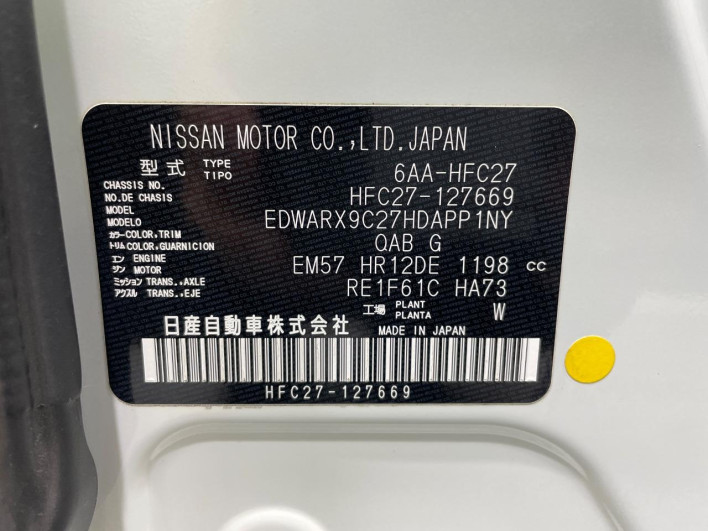 NISSAN MOTOR CO.,LTD.JAPAN
型式 TYPE TIPO 6AA-HFC27
CHASSIS NO. NO.DE CHASIS HFC27-127669
MODEL MODELO EDWARX9C27HDAPP1NY
カラー COLOR,TRIM トリム COLOR,GUARNICION QAB G
エン ENGINE ジン MOTOR EM57 HR12DE 1198 cc
ミッション TRANS.,AXLE アクスル TRANS.,EJE RE1F61C HA73
工場 PLANT PLANTA W
日産自動車株式会社 MADE IN JAPAN
HFC27-127669